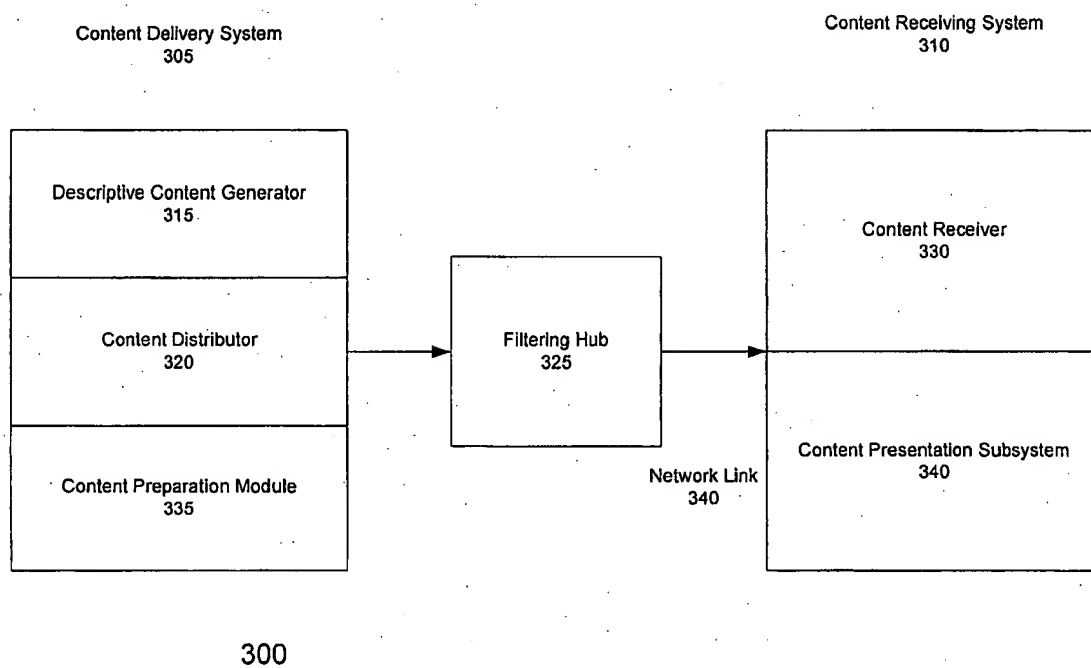 Content Delivery System
305
Content Receiving System
310
Descriptive Content Generator
315
Content Distributor
320
Content Preparation Module
335
Filtering Hub
325
Network Link
340
Content Receiver
330
Content Presentation Subsystem
340
300